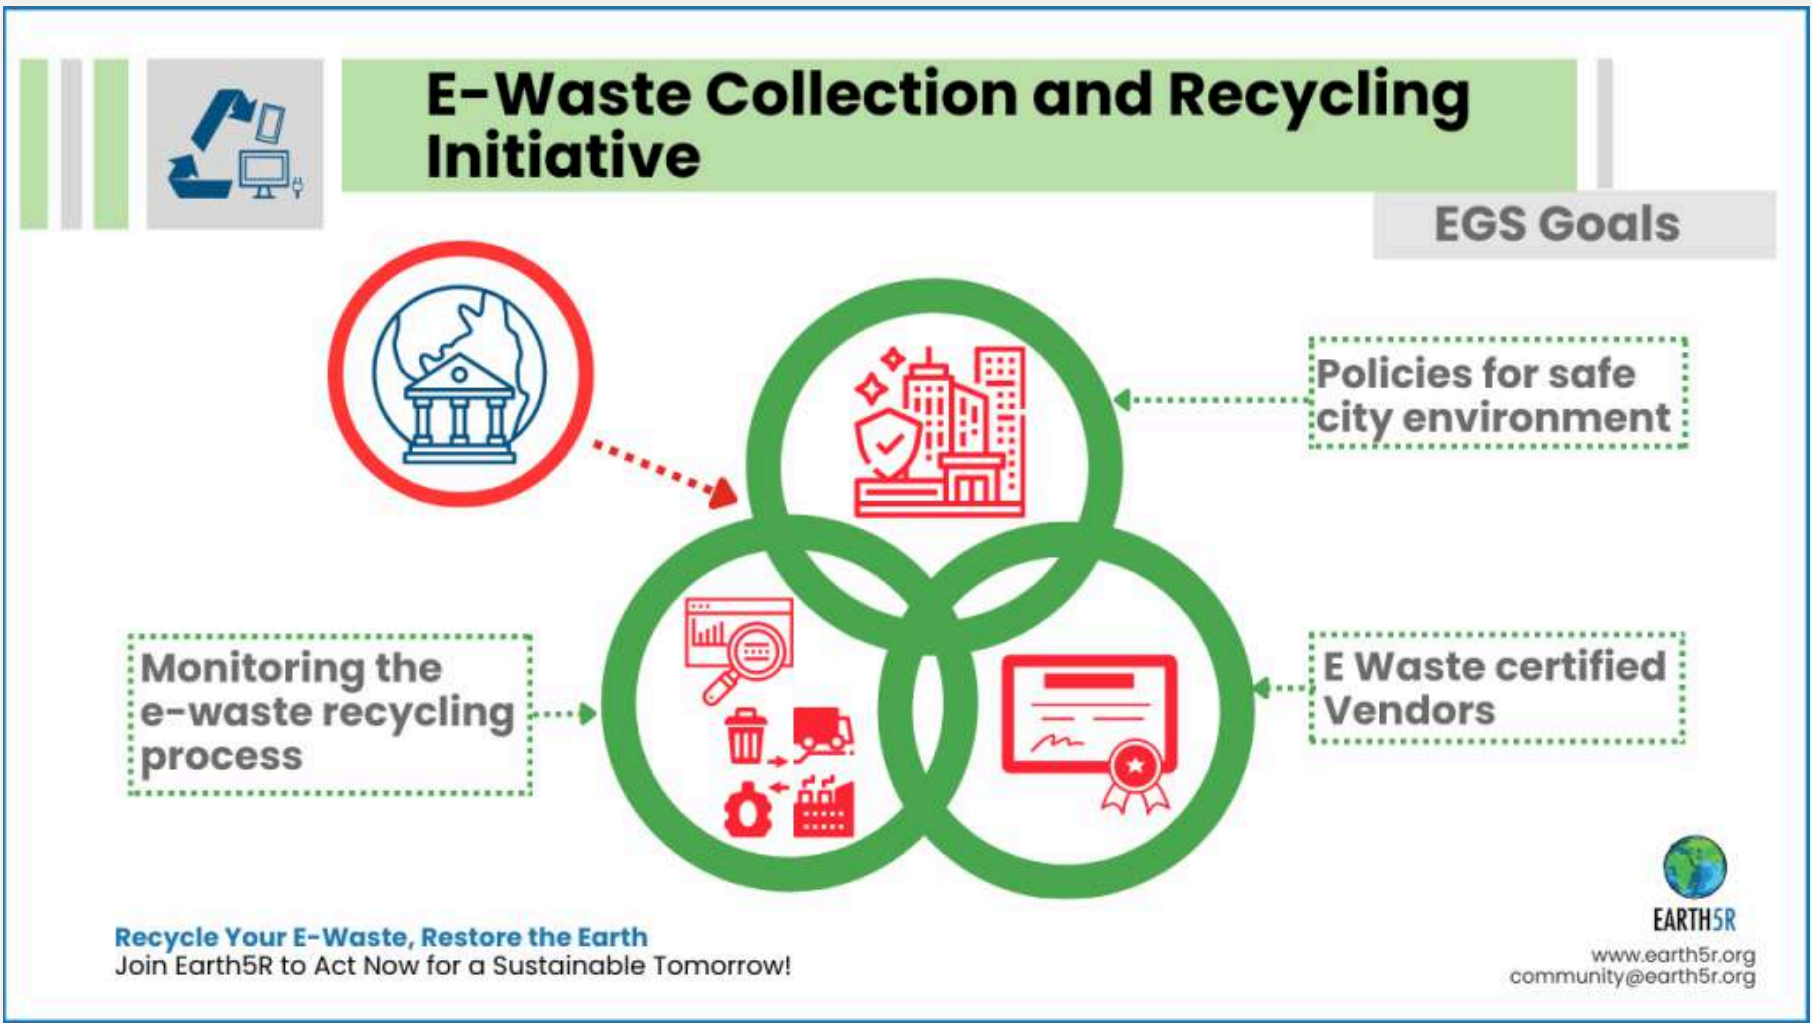 E-Waste Collection and Recycling
Initiative
EGS Goals
Policies for safe
city environment
Monitoring the
e-waste recycling
process
E Waste certified
Vendors
Recycle Your E-Waste, Restore the Earth
Join Earth5R to Act Now for a Sustainable Tomorrow!
EARTH5R
www.earth5r.org
community@earth5r.org